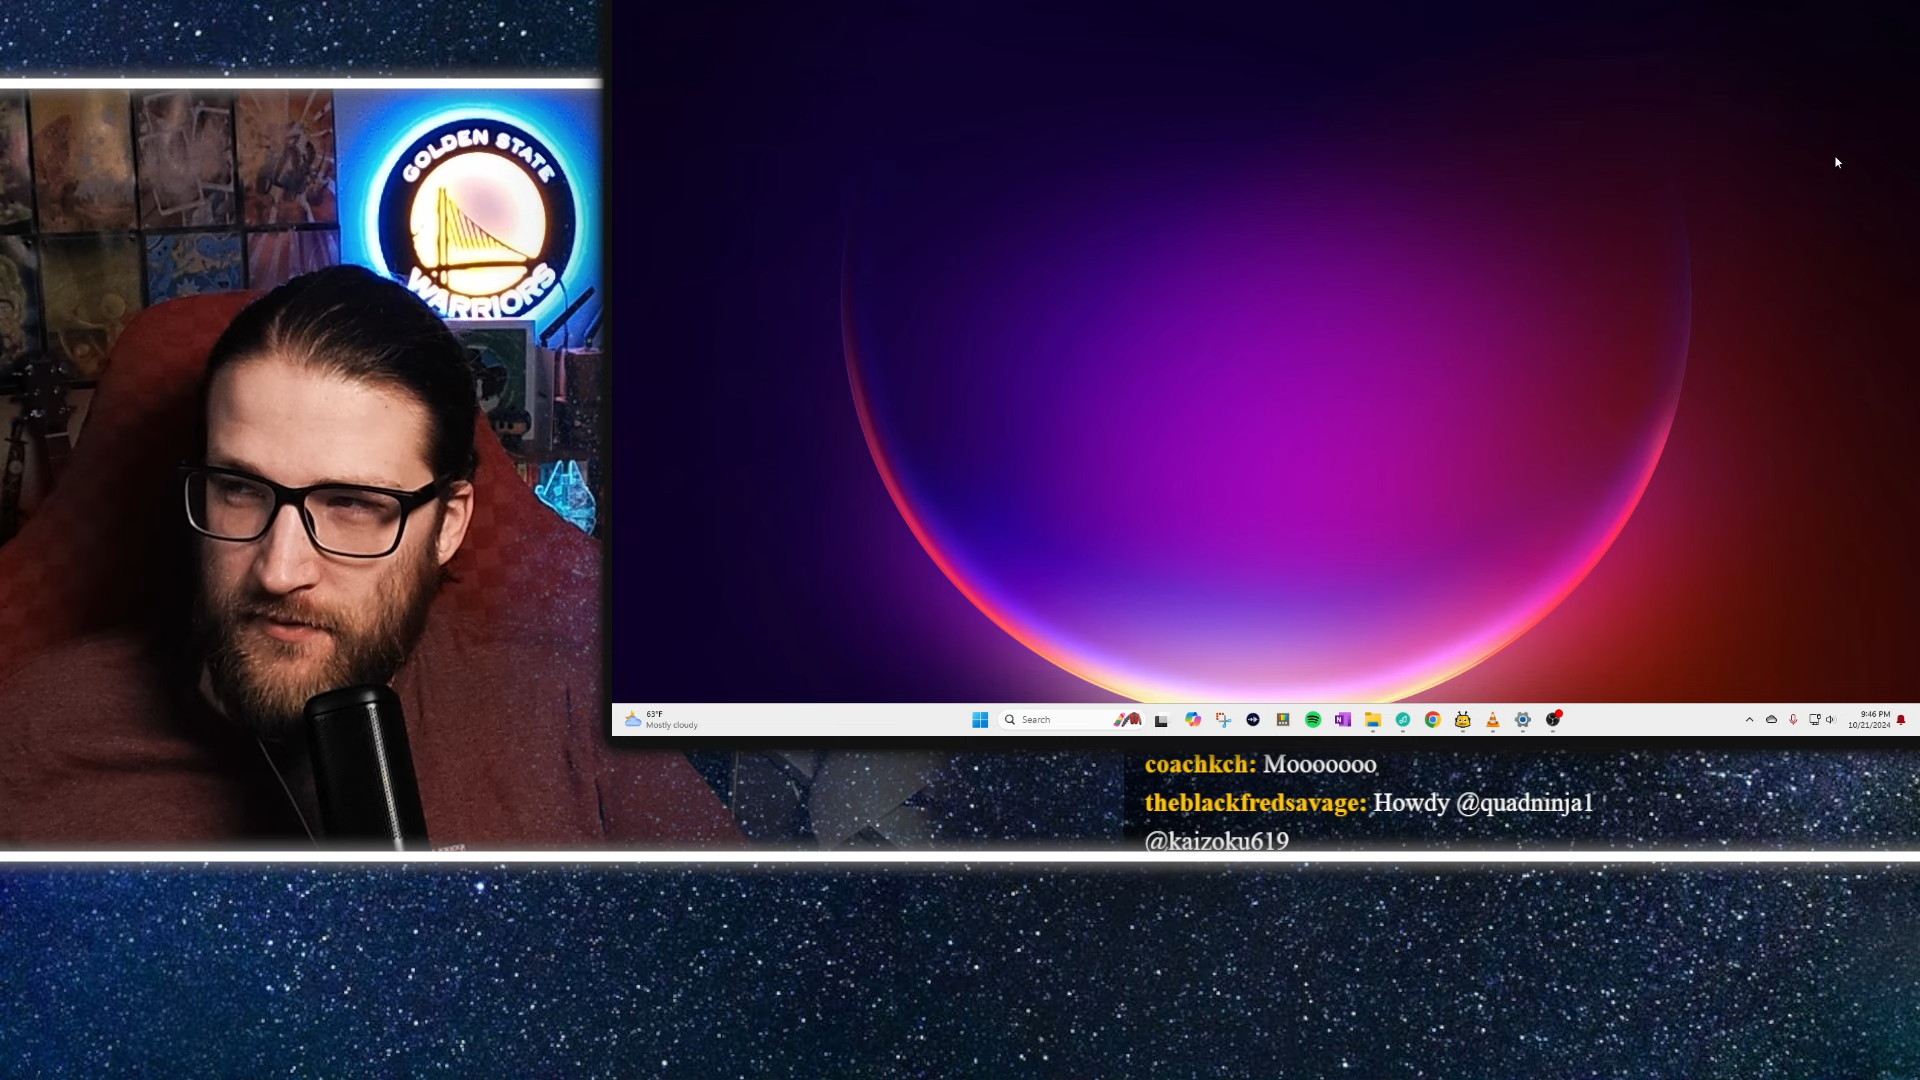 GOLDEN STATE
WARRIORS
63°F
Mostly cloudy
Search
9:46 PM
10/21/2024
coachkch: Mooooooo
theblackfredsavage: Howdy @quadninja1
@kaizoku619